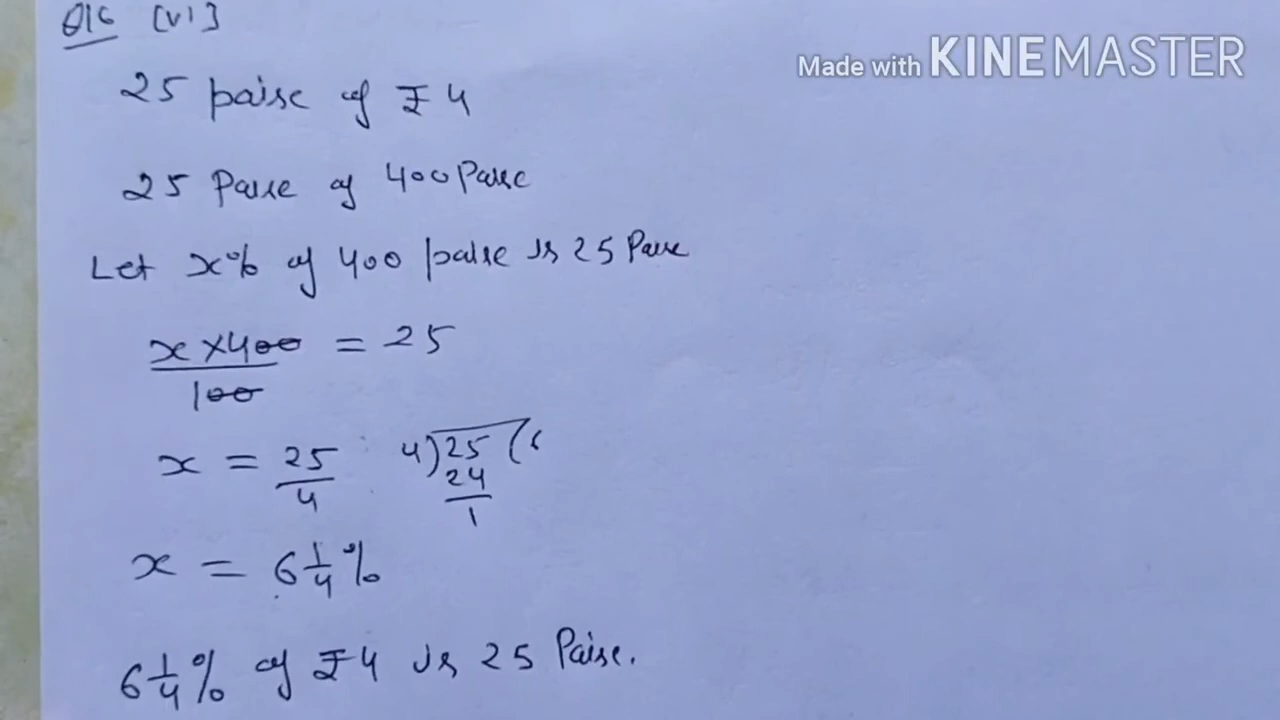 Q16 (vi)
Made with KINEMASTER
25 paise of ₹4
25 Paise of 400 Paise
Let x% of 400 paise is 25 Paise
x × 400 / 100 = 25
x = 25/4 4)25(6
24
1
x = 6 1/4 %
6 1/4 % of ₹4 is 25 Paise.